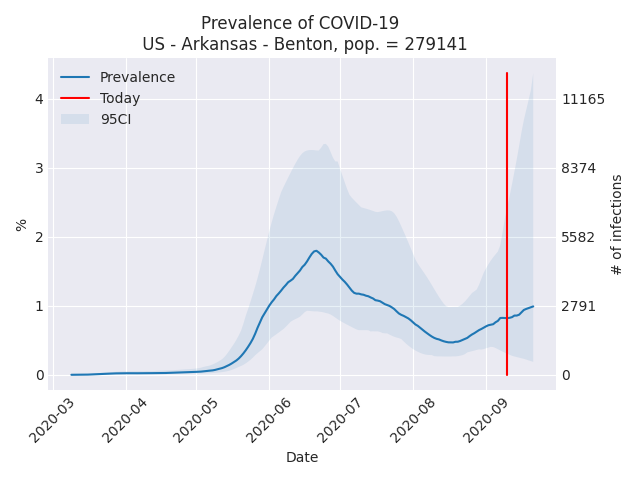 Prevalence of COVID-19
US - Arkansas - Benton, pop. = 279141
Prevalence
Today
95CI
4
3
2
1
0
%
11165
8374
5582
2791
0
# of infections
2020-03
2020-04
2020-05
2020-06
2020-07
2020-08
2020-09
Date